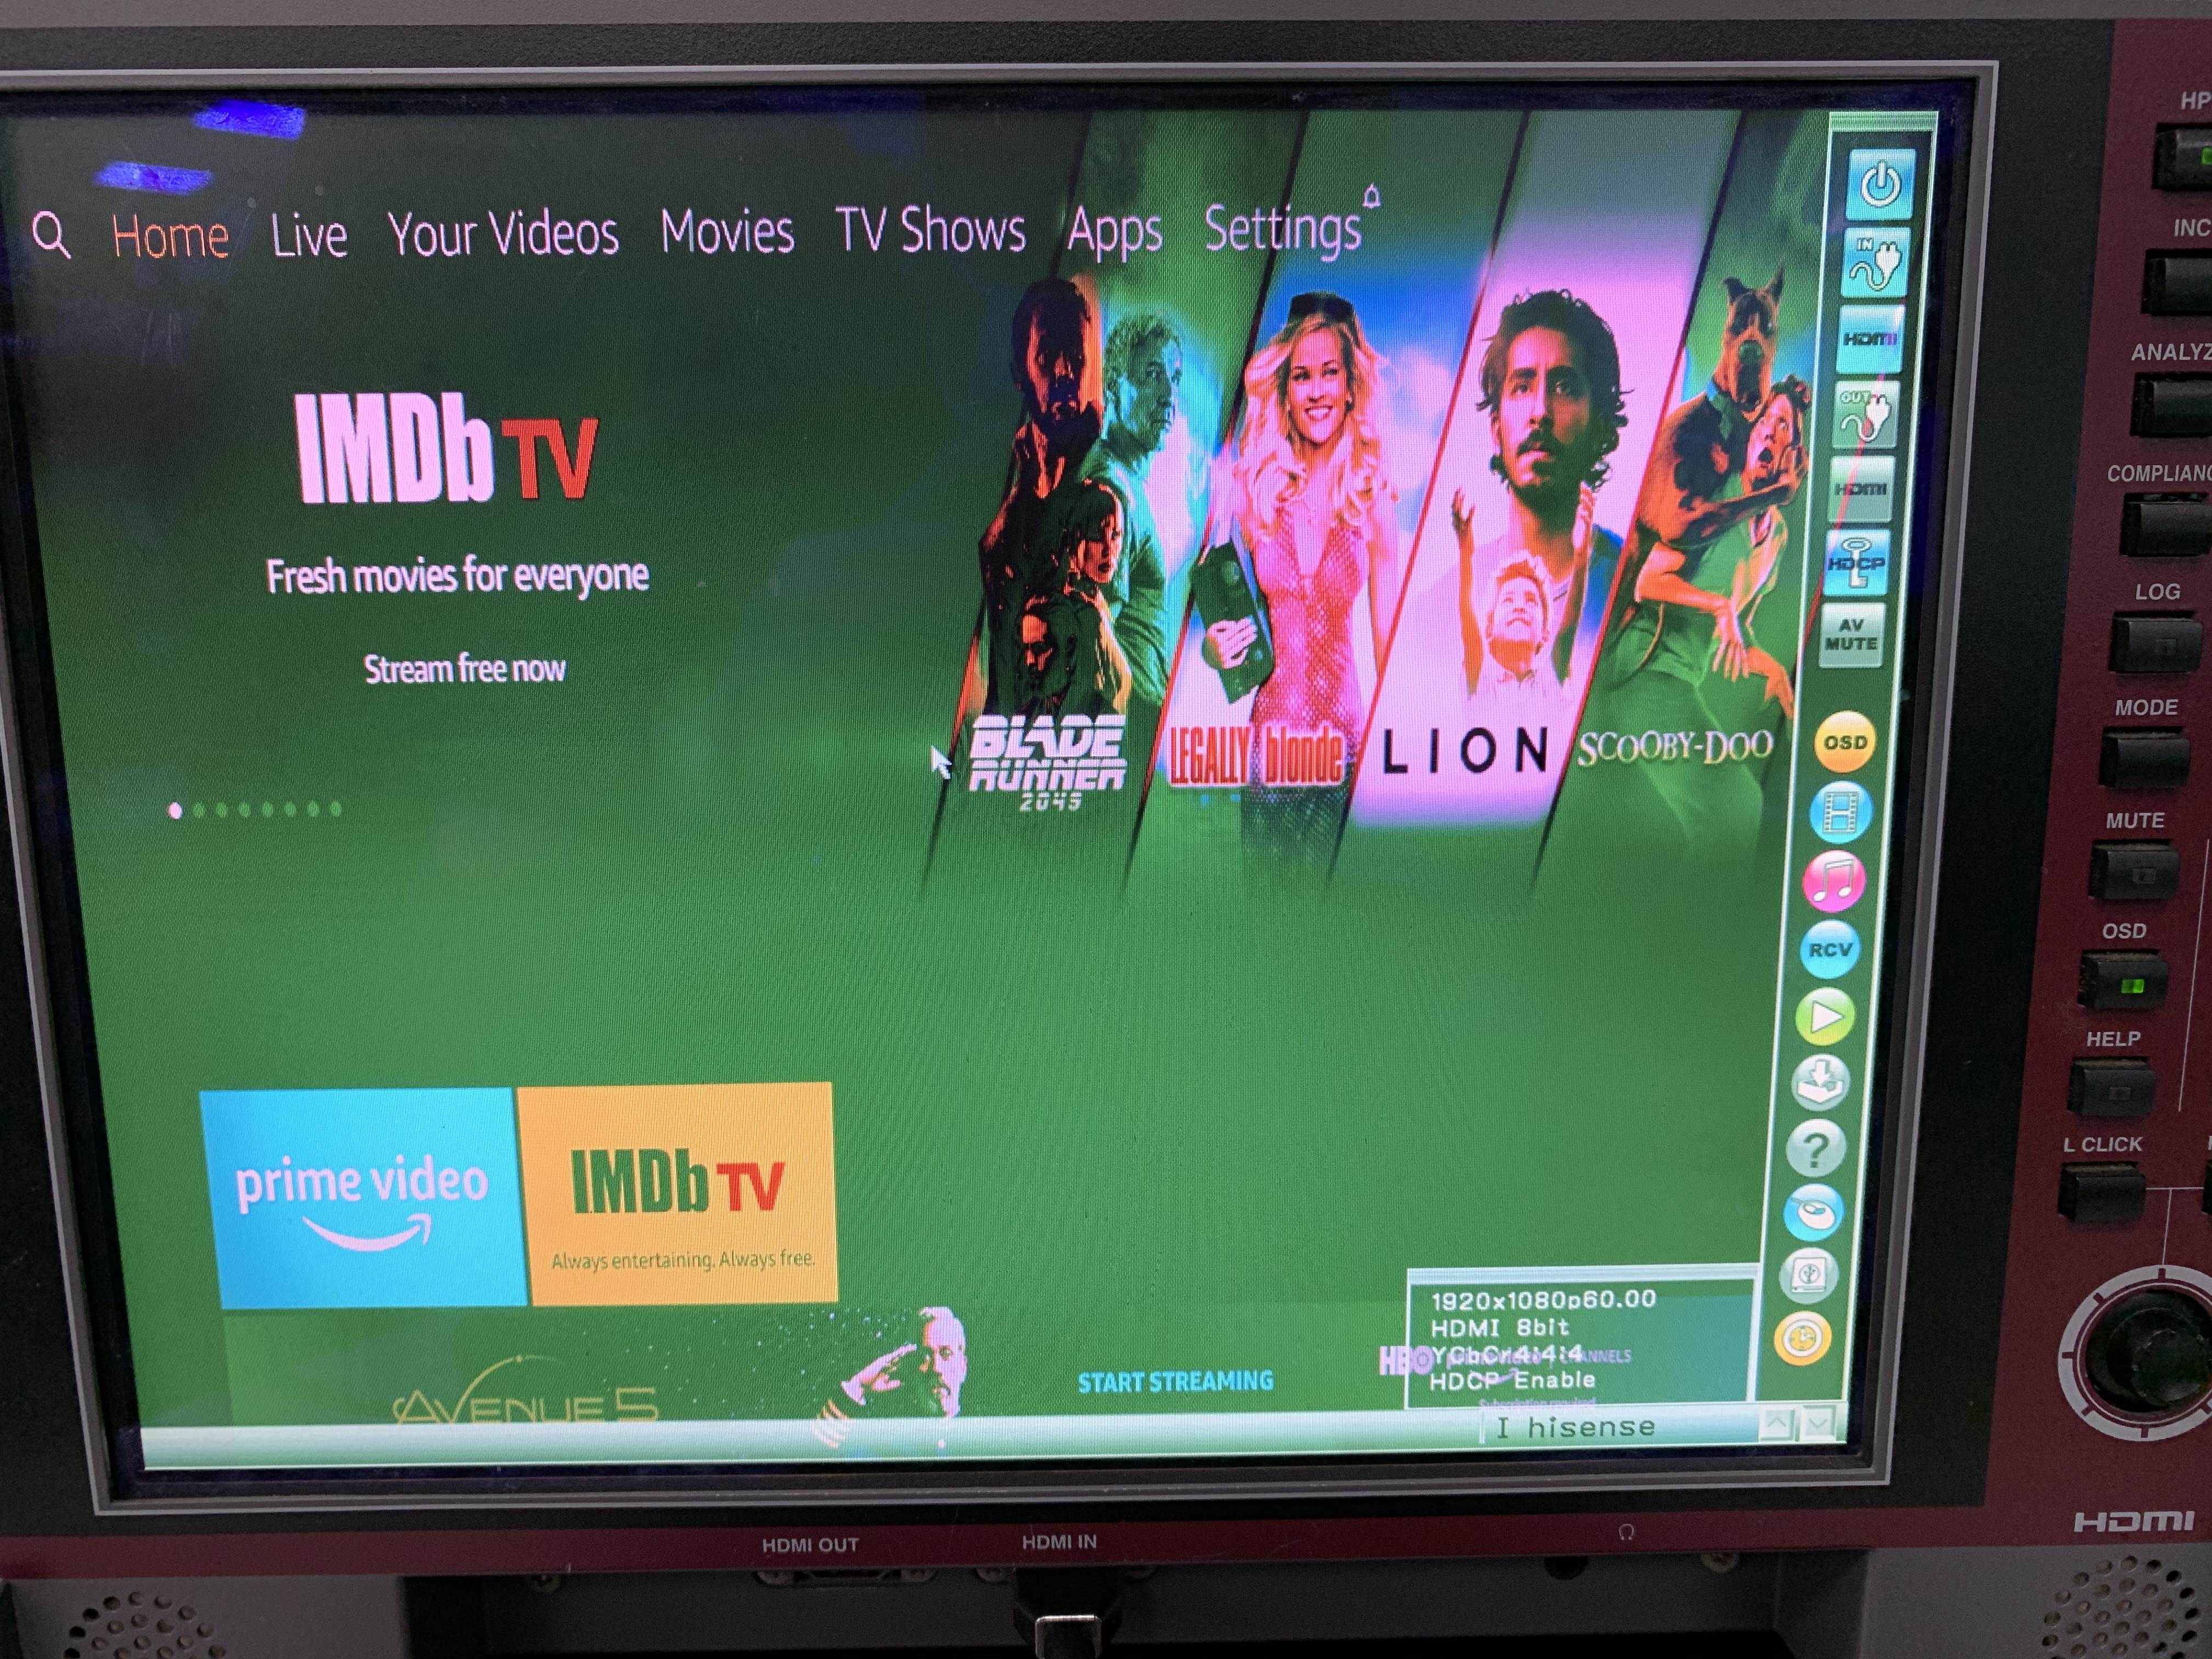 Home Live Your Videos Movies TV Shows Apps Settings
IMDb TV
Fresh movies for everyone
Stream free now
BLADE
RUNNER
2049
LEGALLY blonde
LION
SCOOBY-DOO
prime video
IMDb TV
Always entertaining. Always free.
AVENUE 5
START STREAMING
HBO
prime video | CHANNELS
1920x1080p60.00
HDMI 8bit
YCbCr4:4:4
HDCP Enable
I hisense
IN
HDMI
OUT
HDMI
HDCP
AV
MUTE
OSD
RCV
?
HP
INC
ANALYZ
COMPLIANC
LOG
MODE
MUTE
OSD
HELP
L CLICK
HDMI
HDMI OUT
HDMI IN